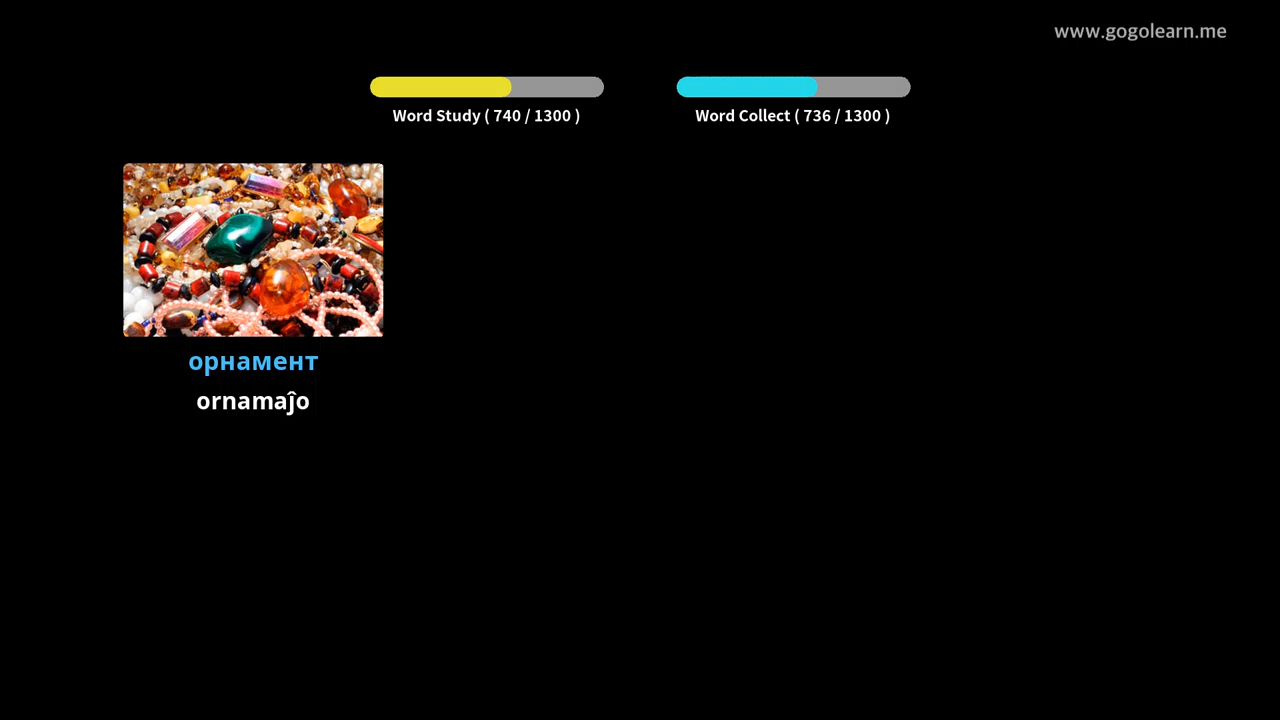 www.gogolearn.me
Word Study ( 740 / 1300 )
Word Collect ( 736 / 1300 )
орнамент
ornamaĵo